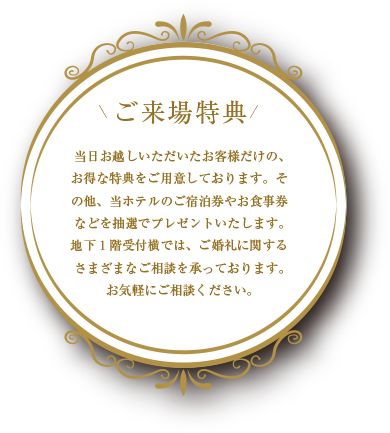 \ ご来場特典 /
当日お越しいただいたお客様だけの、
お得な特典をご用意しております。そ
の他、当ホテルのご宿泊券やお食事券
などを抽選でプレゼントいたします。
地下１階受付横では、ご婚礼に関する
さまざまなご相談を承っております。
お気軽にご相談ください。